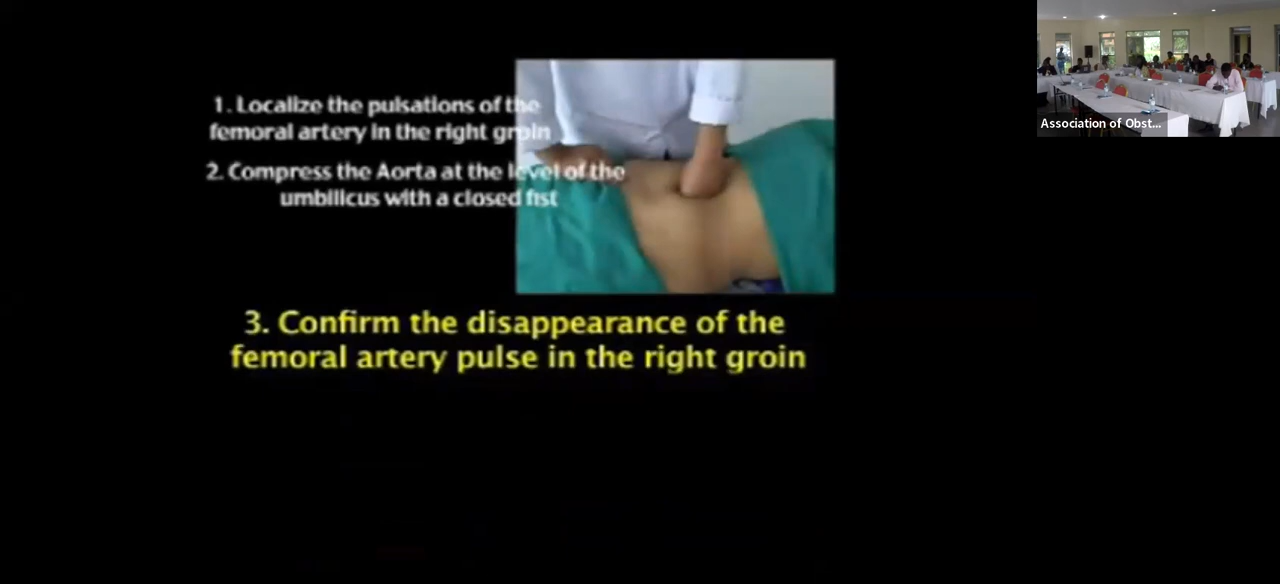 1. Localize the pulsations of the
femoral artery in the right groin
2. Compress the Aorta at the level of the
umbilicus with a closed fist
3. Confirm the disappearance of the
femoral artery pulse in the right groin
Association of Obst...